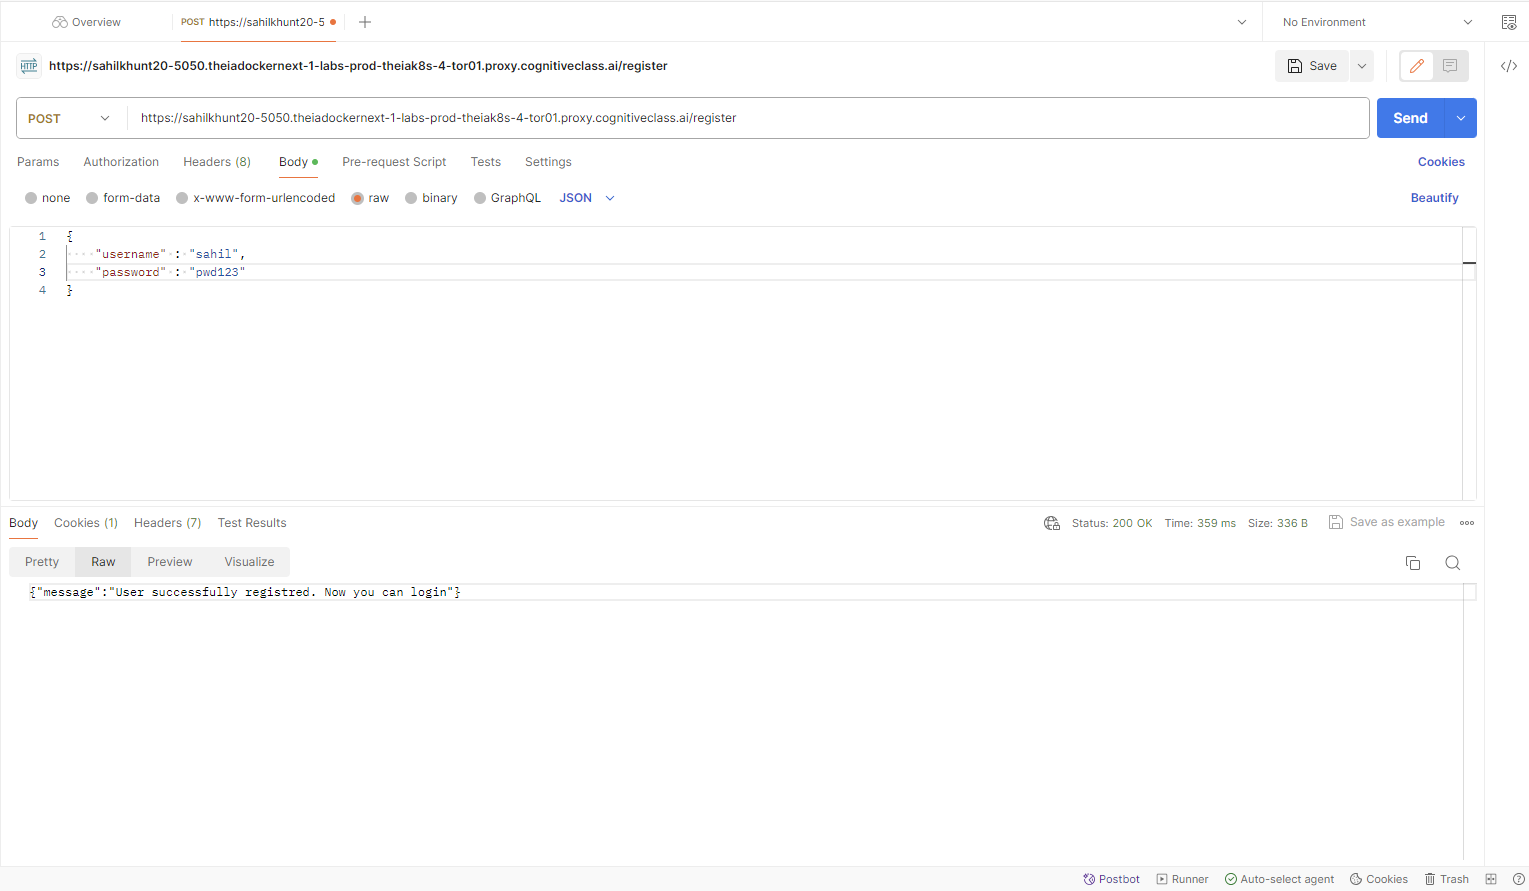 Overview
POST https://sahilkhunt20-5
No Environment
HTTP https://sahilkhunt20-5050.theiadockernext-1-labs-prod-theiak8s-4-tor01.proxy.cognitiveclass.ai/register
Save
POST https://sahilkhunt20-5050.theiadockernext-1-labs-prod-theiak8s-4-tor01.proxy.cognitiveclass.ai/register
Send
Params Authorization Headers (8) Body Pre-request Script Tests Settings Cookies
none form-data x-www-form-urlencoded raw binary GraphQL JSON Beautify
1 {
2 "username" : "sahil",
3 "password" : "pwd123"
4 }
Body Cookies (1) Headers (7) Test Results Status: 200 OK Time: 359 ms Size: 336 B Save as example
Pretty Raw Preview Visualize
{"message":"User successfully registred. Now you can login"}
Postbot Runner Auto-select agent Cookies Trash